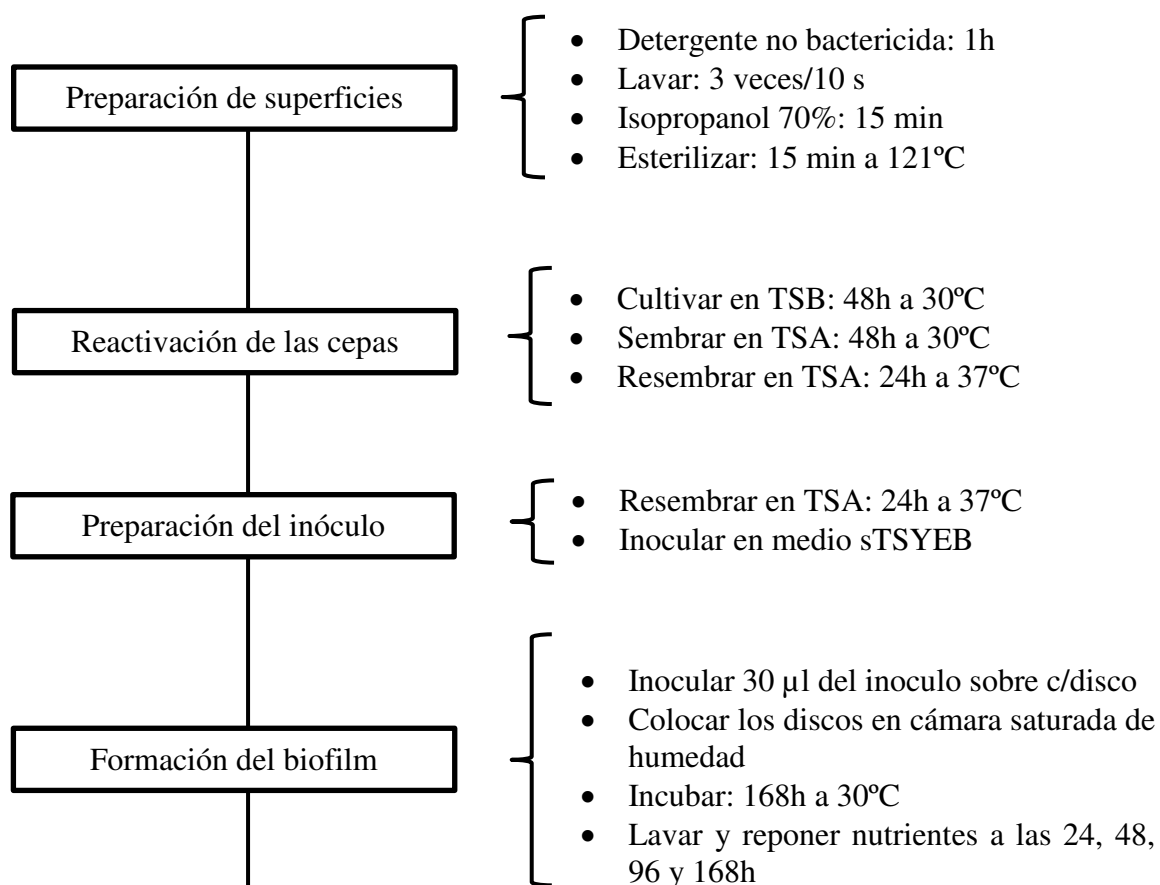 Preparación de superficies
• Detergente no bactericida: 1h
• Lavar: 3 veces/10 s
• Isopropanol 70%: 15 min
• Esterilizar: 15 min a 121ºC
Reactivación de las cepas
• Cultivar en TSB: 48h a 30ºC
• Sembrar en TSA: 48h a 30ºC
• Resembrar en TSA: 24h a 37ºC
Preparación del inóculo
• Resembrar en TSA: 24h a 37ºC
• Inocular en medio sTSYEB
Formación del biofilm
• Inocular 30 µl del inoculo sobre c/disco
• Colocar los discos en cámara saturada de
humedad
• Incubar: 168h a 30ºC
• Lavar y reponer nutrientes a las 24, 48,
96 y 168h